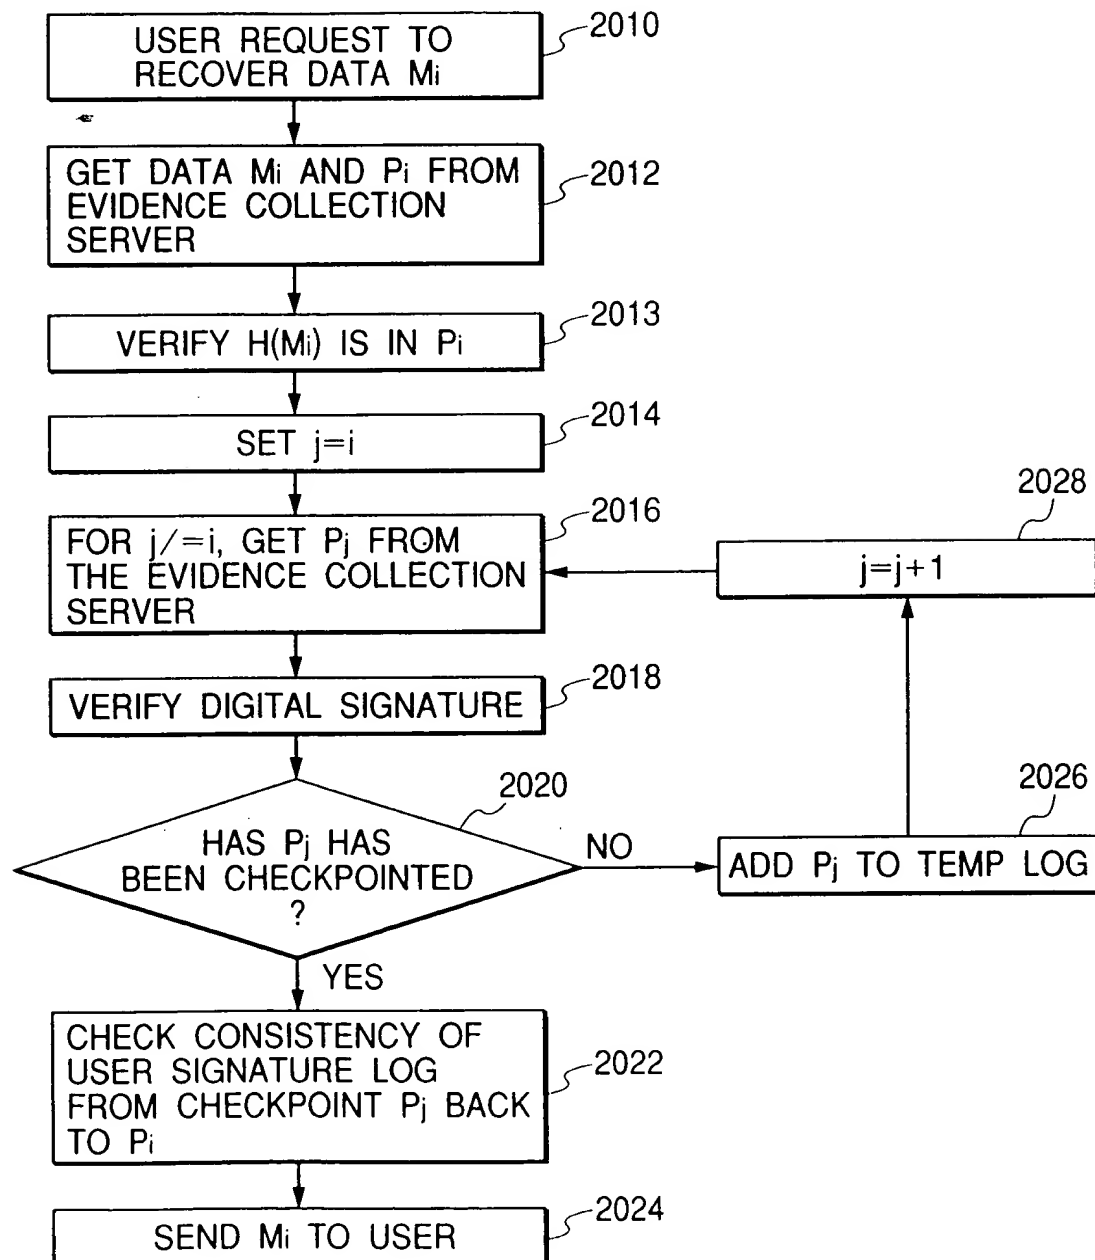 USER REQUEST TO
RECOVER DATA Mi
2010
GET DATA Mi AND Pi FROM
EVIDENCE COLLECTION
SERVER
2012
VERIFY H(Mi) IS IN Pi
2013
SET j=i
2014
FOR j/=i, GET Pj FROM
THE EVIDENCE COLLECTION
SERVER
2016
j=j+1
2028
VERIFY DIGITAL SIGNATURE
2018
HAS Pj HAS
BEEN CHECKPOINTED
?
2020
NO
ADD Pj TO TEMP LOG
2026
YES
CHECK CONSISTENCY OF
USER SIGNATURE LOG
FROM CHECKPOINT Pj BACK
TO Pi
2022
SEND Mi TO USER
2024